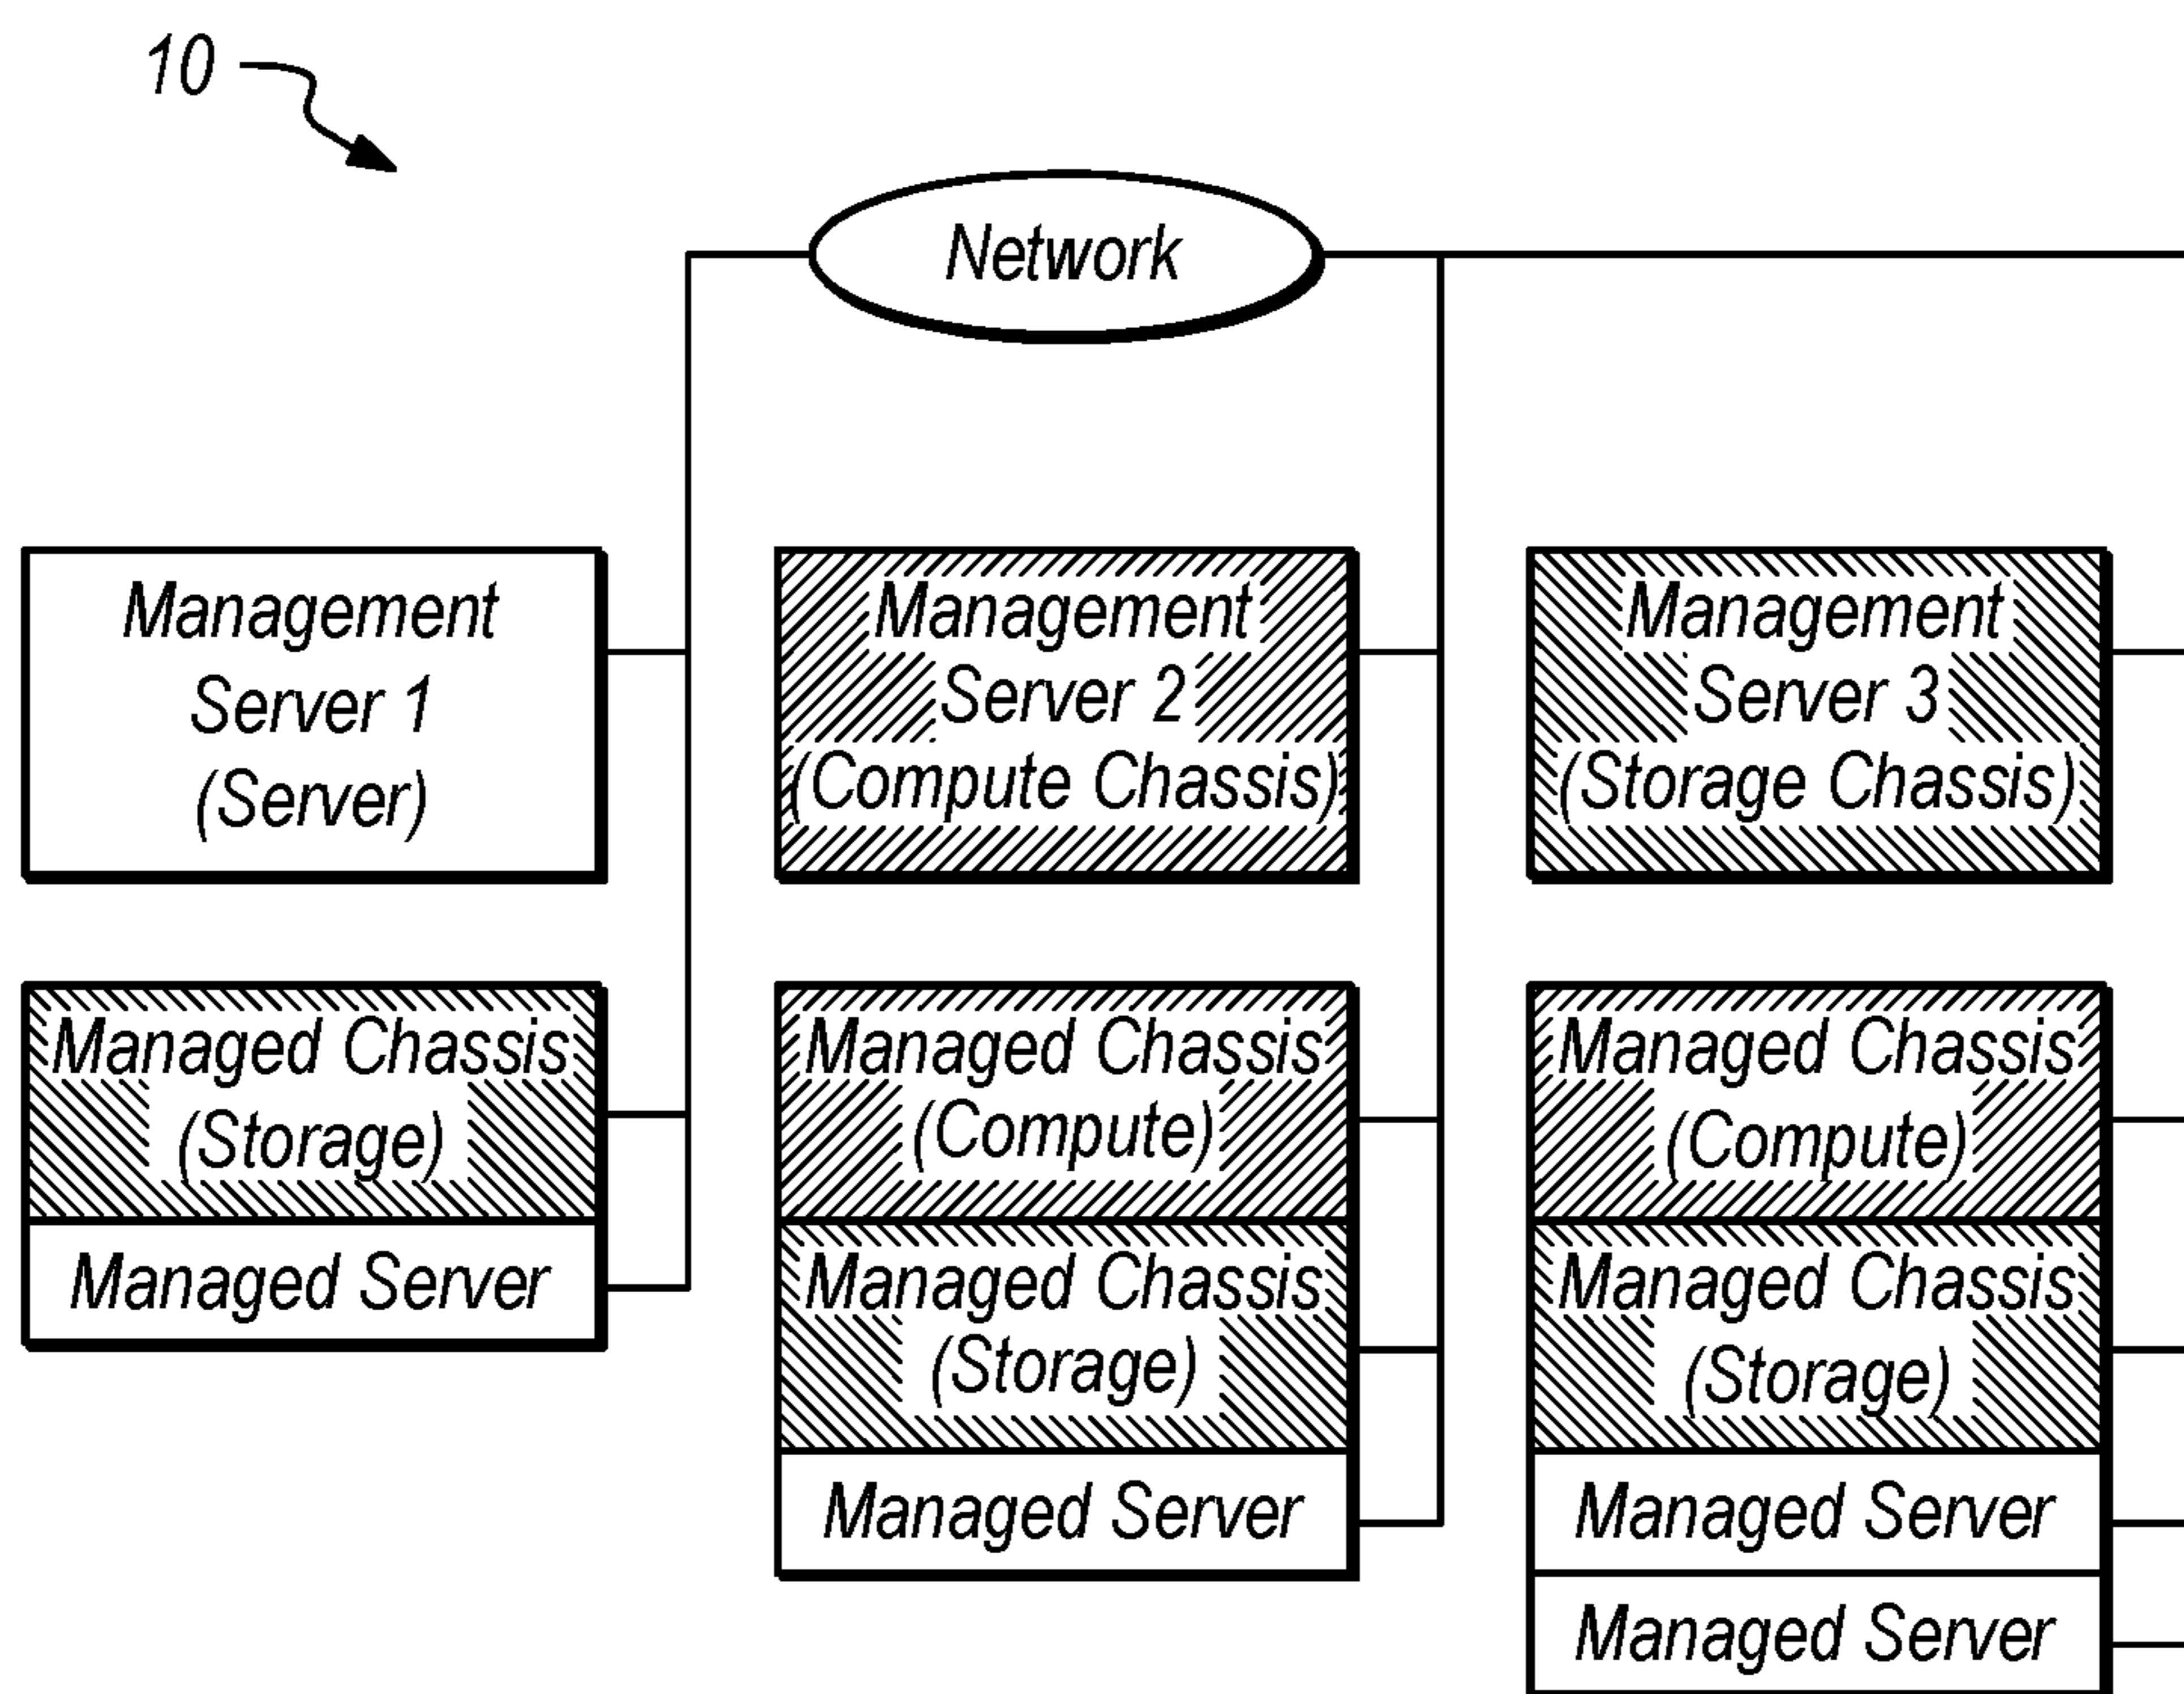 10
Network
Management
Server 1
(Server)
Management
Server 2
(Compute Chassis)
Management
Server 3
(Storage Chassis)
Managed Chassis
(Storage)
Managed Server
Managed Chassis
(Compute)
Managed Chassis
(Storage)
Managed Server
Managed Chassis
(Compute)
Managed Chassis
(Storage)
Managed Server
Managed Server